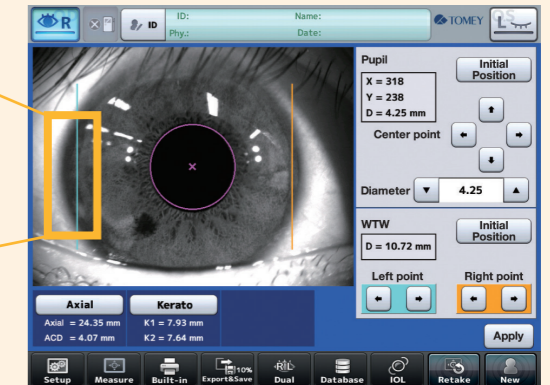 R
ID
ID:
Name:
Phy.:
Date:
TOMEY
OS
L
Pupil
X = 318
Y = 238
D = 4.25 mm
Initial
Position
Center point
Diameter
4.25
WTW
D = 10.72 mm
Initial
Position
Left point
Right point
Axial
Kerato
Axial = 24.35 mm
K1 = 7.93 mm
ACD = 4.07 mm
K2 = 7.64 mm
Apply
Setup
Measure
Built-in
10%
Export&Save
R L
Dual
Database
IOL
Retake
New